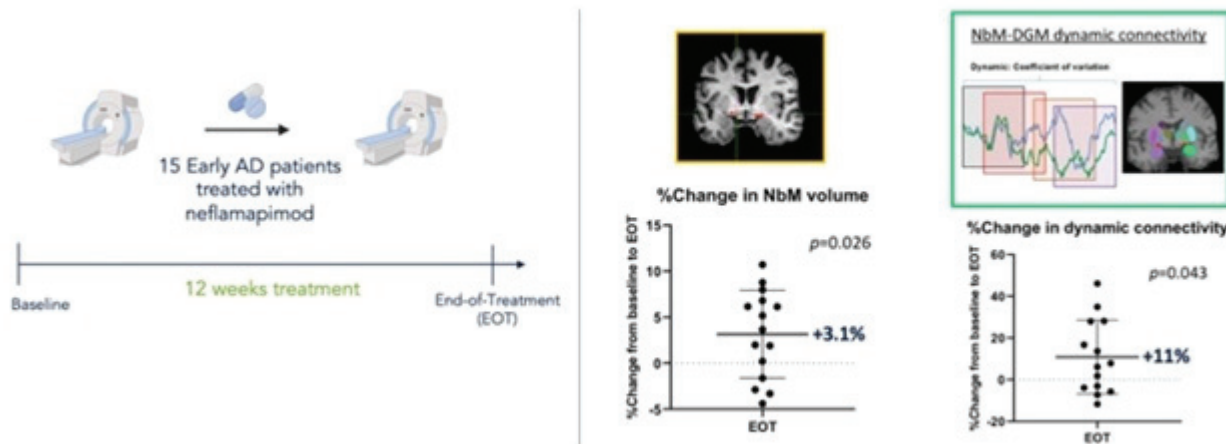 15 Early AD patients
treated with
neflamapimod
Baseline
12 weeks treatment
End-of-Treatment
(EOT)
%Change in NbM volume
%Change from baseline to EOT
15
10
5
0
-5
p=0.026
+3.1%
EOT
NbM-DGM dynamic connectivity
Dynamic: Coefficient of variation
%Change in dynamic connectivity
%Change from baseline to EOT
60
40
20
0
-20
p=0.043
+11%
EOT